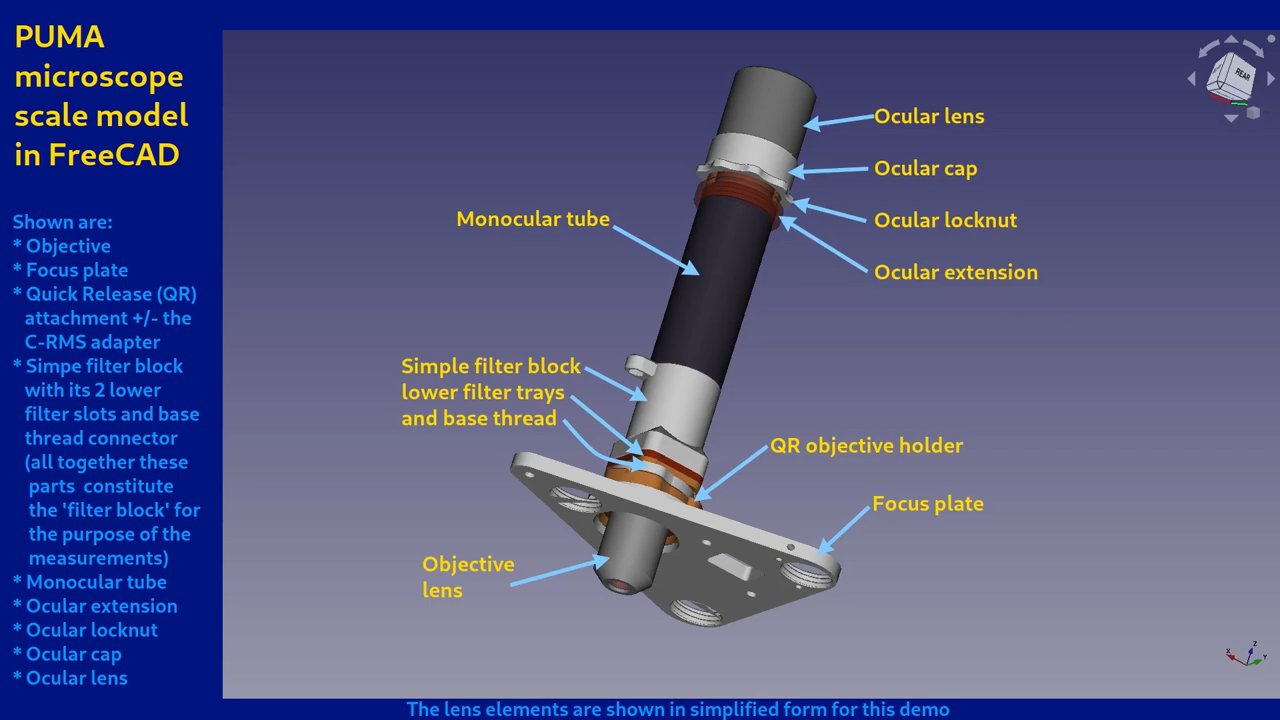 PUMA
microscope
scale model
in FreeCAD
Shown are:
* Objective
* Focus plate
* Quick Release (QR)
attachment +/- the
C-RMS adapter
* Simpe filter block
with its 2 lower
filter slots and base
thread connector
(all together these
parts constitute
the 'filter block' for
the purpose of the
measurements)
* Monocular tube
* Ocular extension
* Ocular locknut
* Ocular cap
* Ocular lens
Ocular lens
Ocular cap
Monocular tube
Ocular locknut
Ocular extension
Simple filter block
lower filter trays
and base thread
QR objective holder
Focus plate
Objective
lens
REAR
X
Z
Y
The lens elements are shown in simplified form for this demo